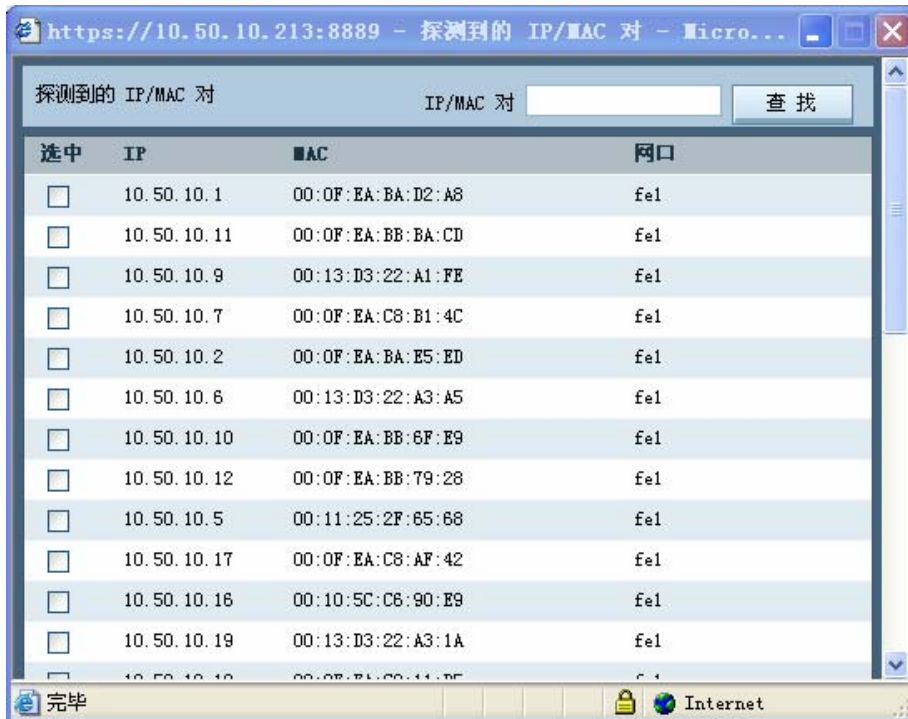 https://10.50.10.213:8889 - 探测到的 IP/MAC 对 - Micro...
探测到的 IP/MAC 对 IP/MAC 对 查 找
选中 IP MAC 网口
10.50.10.1 00:0F:EA:BA:D2:A8 fe1
10.50.10.11 00:0F:EA:BB:BA:CD fe1
10.50.10.9 00:13:D3:22:A1:FE fe1
10.50.10.7 00:0F:EA:C8:B1:4C fe1
10.50.10.2 00:0F:EA:BA:E5:ED fe1
10.50.10.6 00:13:D3:22:A3:A5 fe1
10.50.10.10 00:0F:EA:BB:6F:E9 fe1
10.50.10.12 00:0F:EA:BB:79:28 fe1
10.50.10.5 00:11:25:2F:65:68 fe1
10.50.10.17 00:0F:EA:C8:AF:42 fe1
10.50.10.16 00:10:5C:C6:90:E9 fe1
10.50.10.19 00:13:D3:22:A3:1A fe1
完毕 Internet